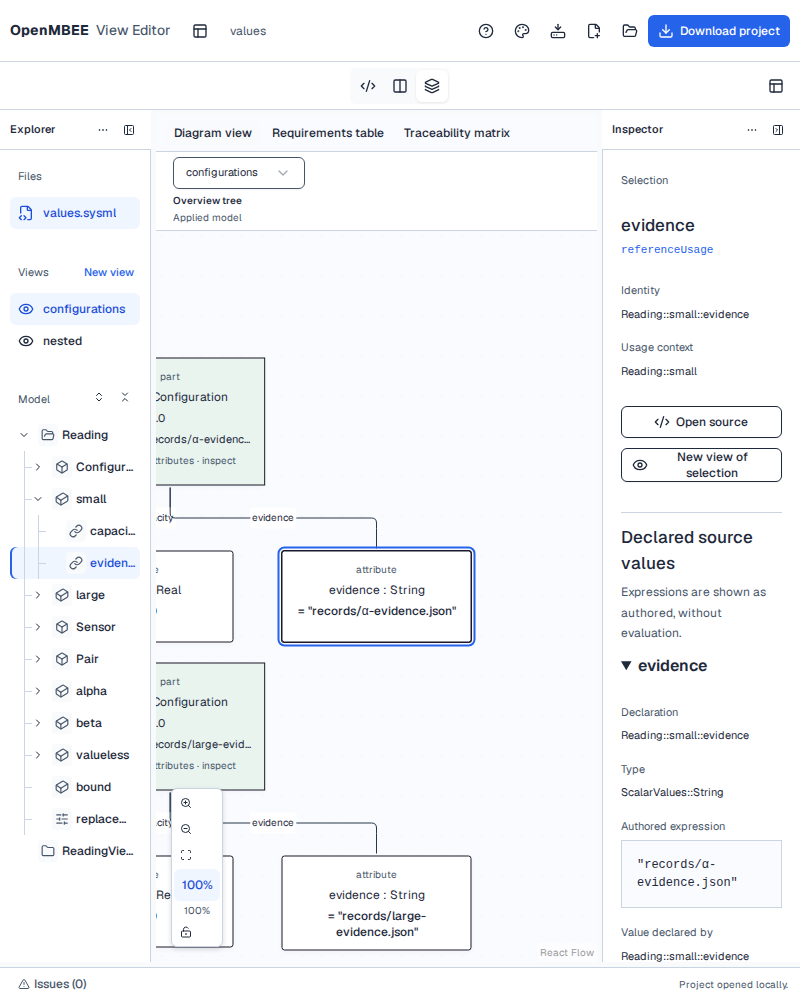 OpenMBEE View Editor values Download project
Explorer
Diagram view Requirements table Traceability matrix
Inspector
Files
values.sysml
Views New view
configurations
nested
Model
Reading
Configur...
small
capaci...
eviden...
large
Sensor
Pair
alpha
beta
valueless
bound
replace...
ReadingVie...
configurations
Overview tree
Applied model
part
Configuration
.0
ecords/α-evidenc...
ttributes · inspect
city evidence
Real
attribute
evidence : String
= "records/α-evidence.json"
part
Configuration
.0
ecords/large-evid...
ttributes · inspect
city evidence
Re
attribute
evidence : String
= "records/large-
evidence.json"
100%
100%
React Flow
Selection
evidence
referenceUsage
Identity
Reading::small::evidence
Usage context
Reading::small
Open source
New view of
selection
Declared source
values
Expressions are shown as
authored, without
evaluation.
evidence
Declaration
Reading::small::evidence
Type
ScalarValues::String
Authored expression
"records/α-
evidence.json"
Value declared by
Reading::small::evidence
Issues (0)
Project opened locally.